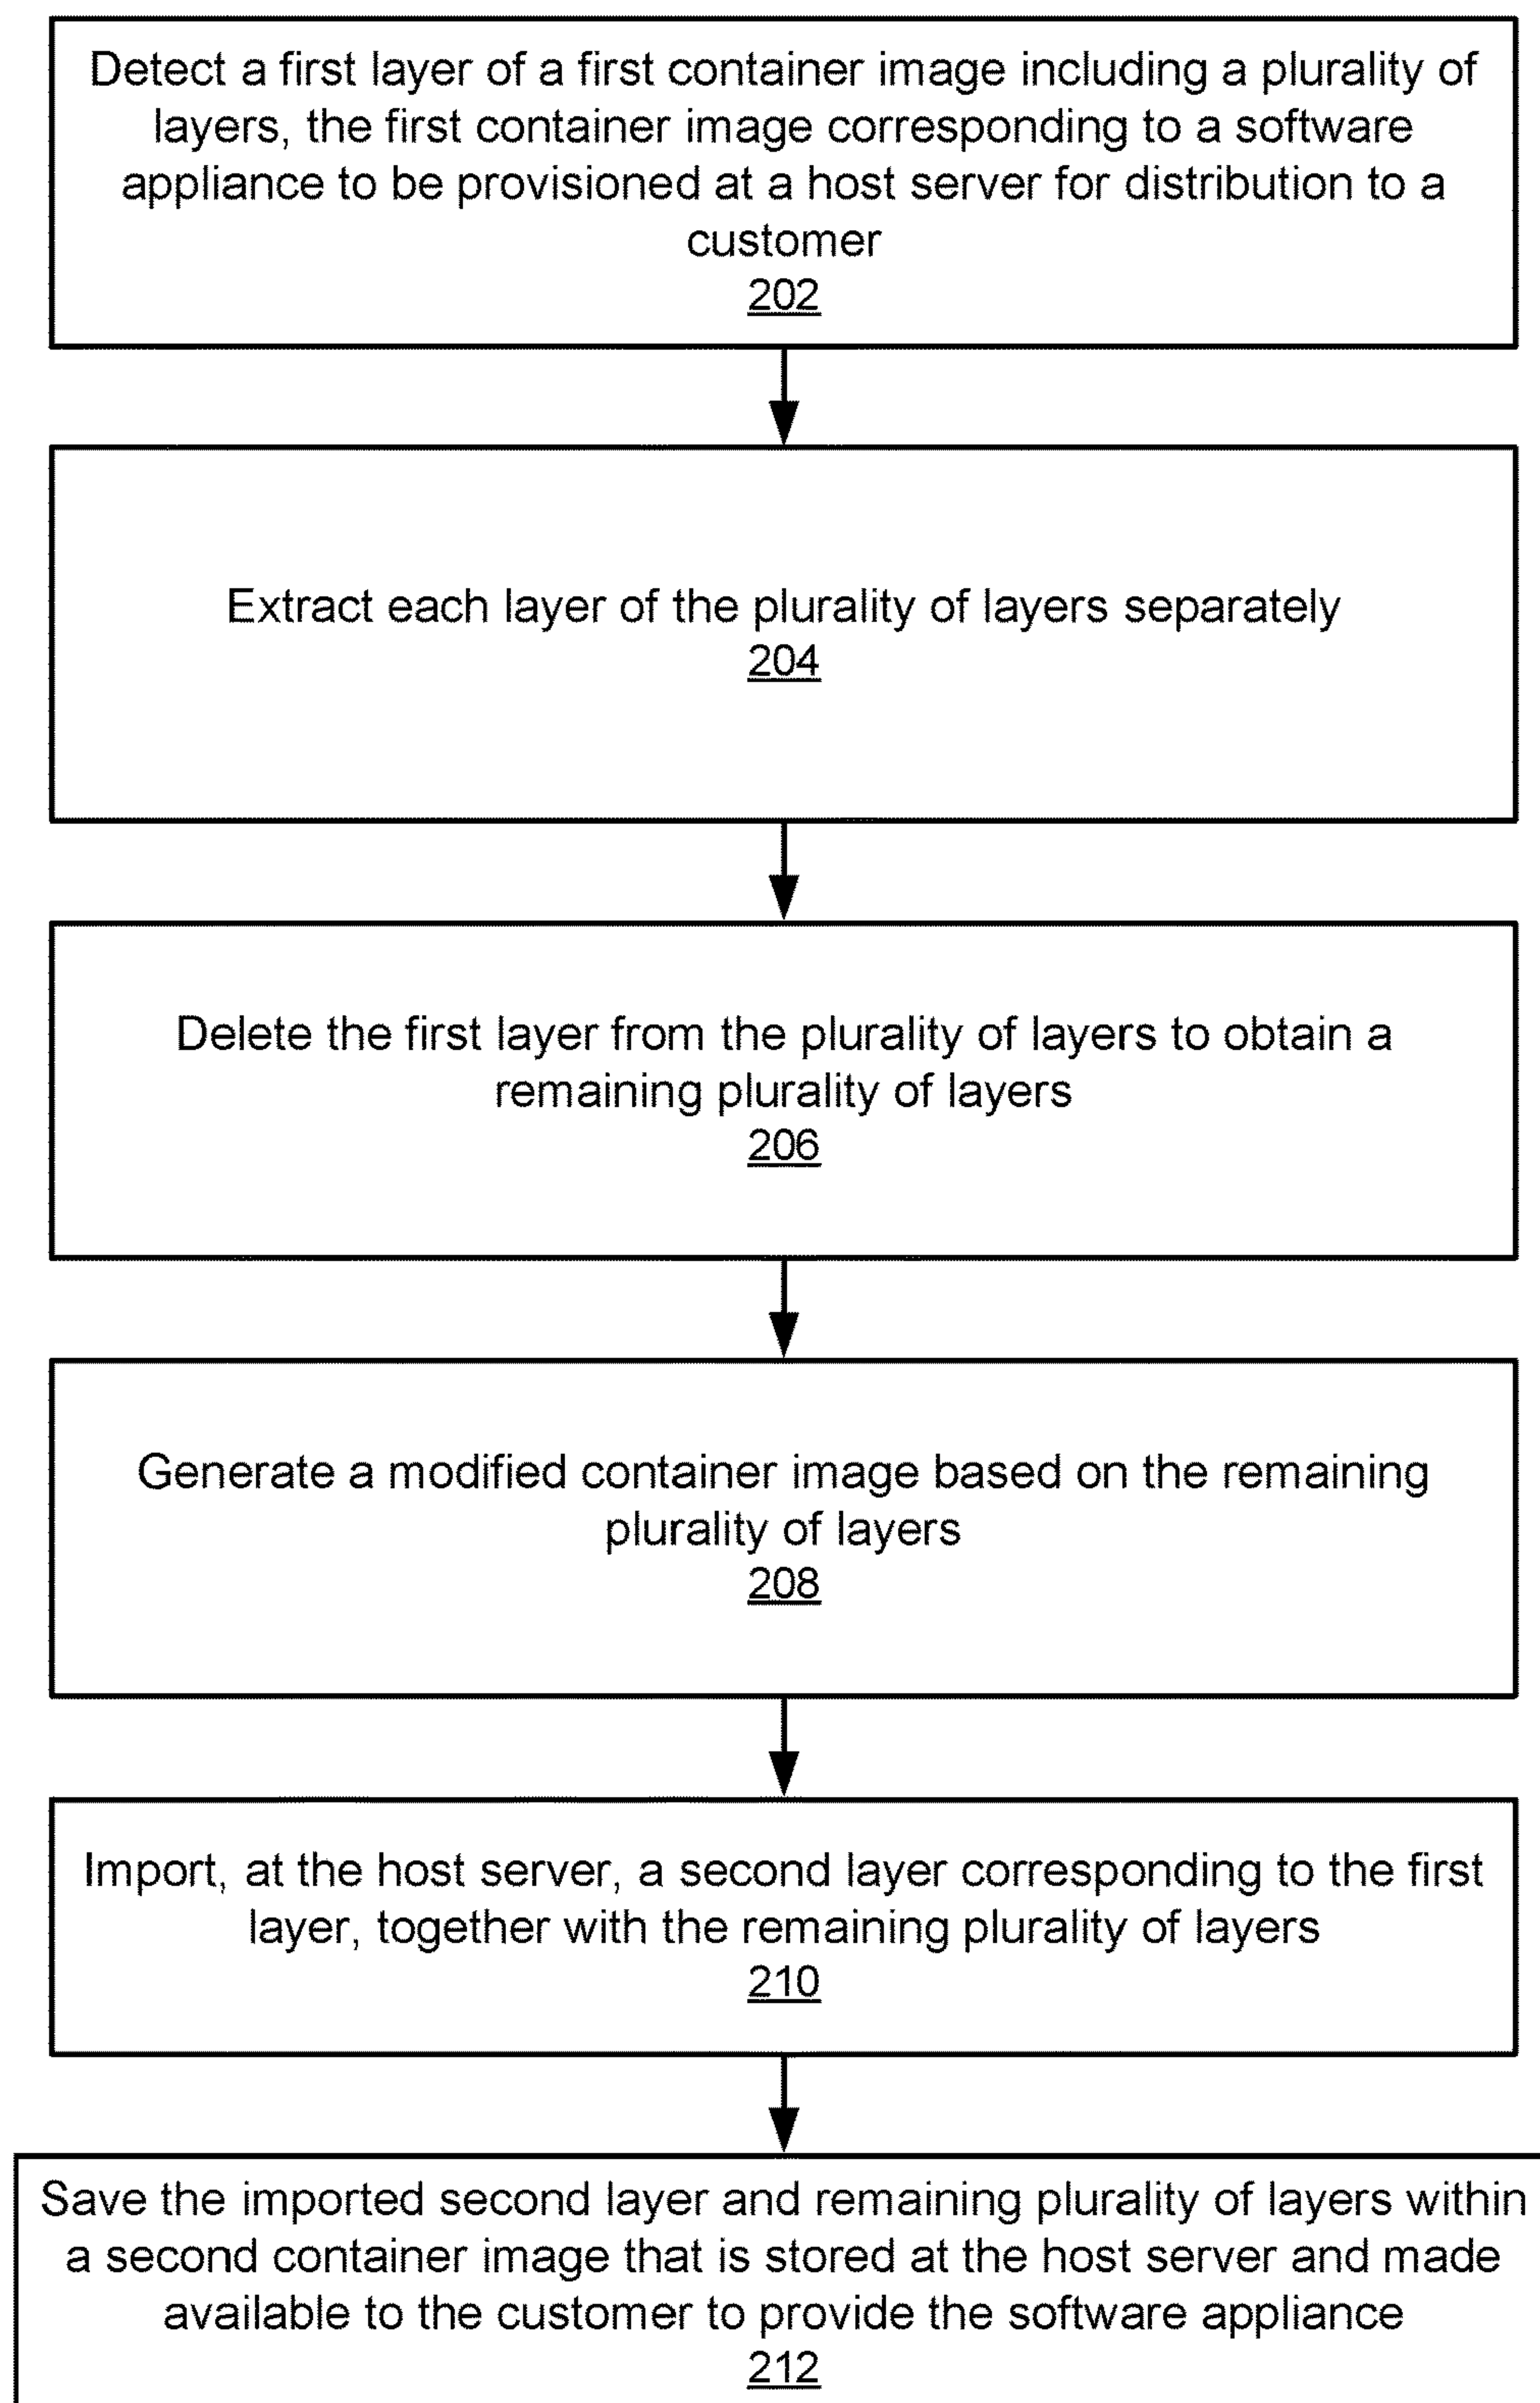 Detect a first layer of a first container image including a plurality of
layers, the first container image corresponding to a software
appliance to be provisioned at a host server for distribution to a
customer
202
Extract each layer of the plurality of layers separately
204
Delete the first layer from the plurality of layers to obtain a
remaining plurality of layers
206
Generate a modified container image based on the remaining
plurality of layers
208
Import, at the host server, a second layer corresponding to the first
layer, together with the remaining plurality of layers
210
Save the imported second layer and remaining plurality of layers within
a second container image that is stored at the host server and made
available to the customer to provide the software appliance
212